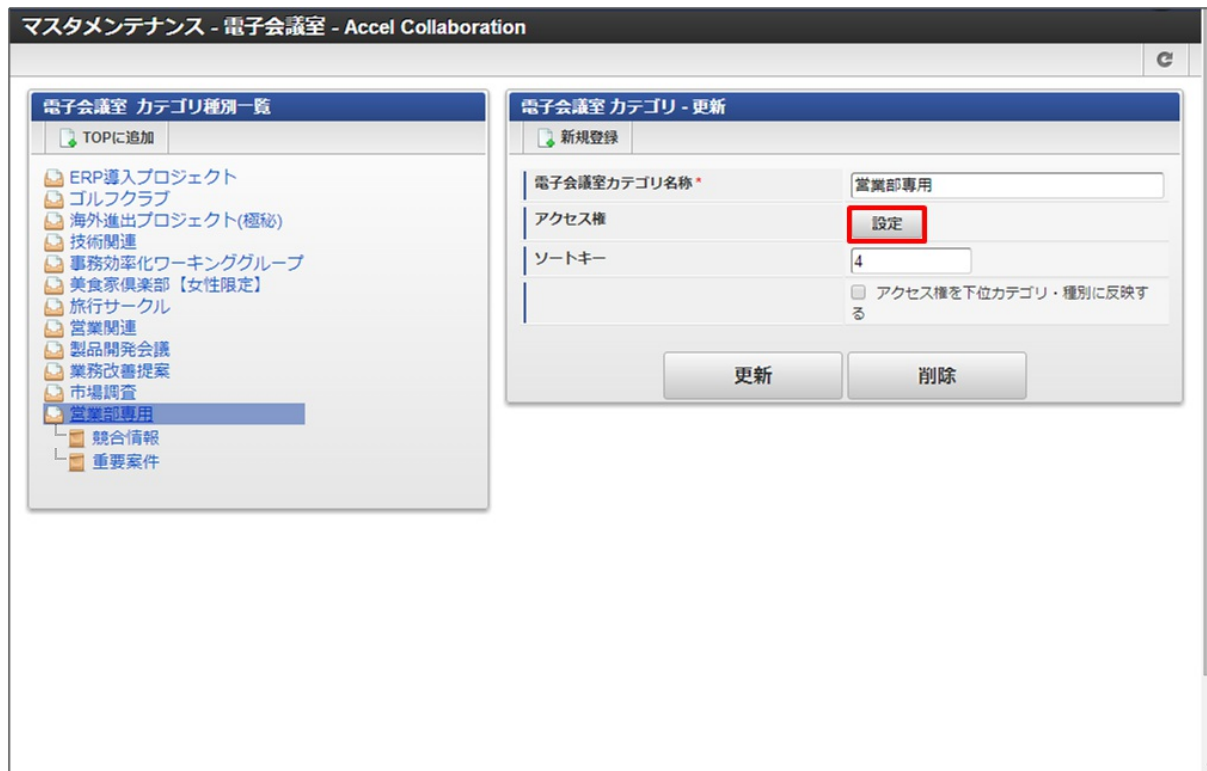 マスタメンテナンス - 電子会議室 - Accel Collaboration
電子会議室 カテゴリ種別一覧
TOPに追加
ERP導入プロジェクト
ゴルフクラブ
海外進出プロジェクト(極秘)
技術関連
事務効率化ワーキンググループ
美食家倶楽部【女性限定】
旅行サークル
営業関連
製品開発会議
業務改善提案
市場調査
営業部専用
競合情報
重要案件
電子会議室 カテゴリ - 更新
新規登録
電子会議室カテゴリ名称* 営業部専用
アクセス権 設定
ソートキー 4
アクセス権を下位カテゴリ・種別に反映す
る
更新 削除